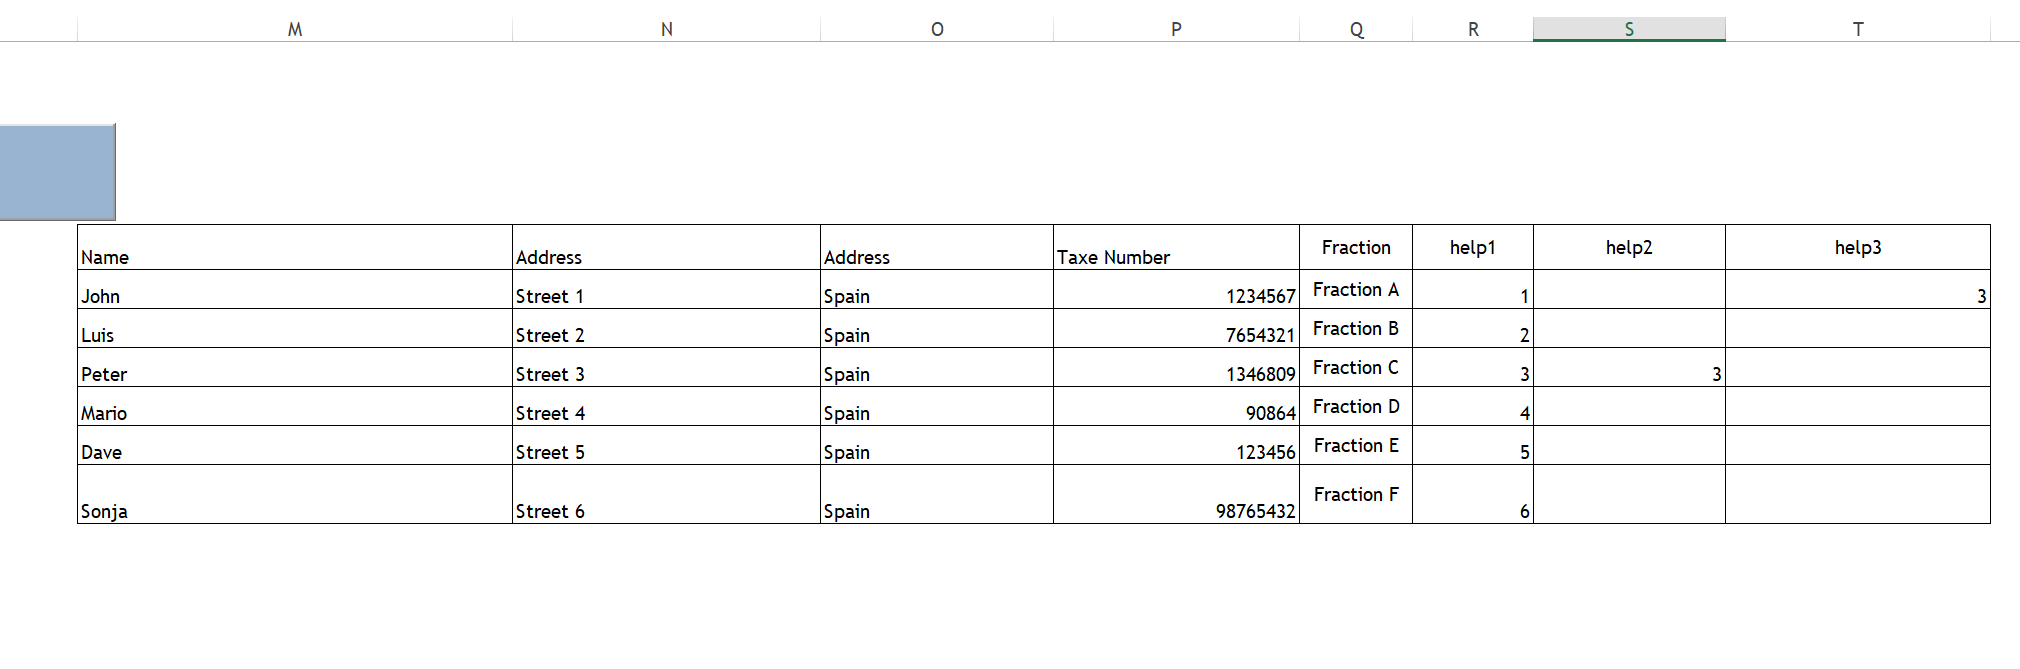 M N O P Q R S T
Name Address Address Taxe Number Fraction help1 help2 help3
John Street 1 Spain 1234567 Fraction A 1 3
Luis Street 2 Spain 7654321 Fraction B 2
Peter Street 3 Spain 1346809 Fraction C 3 3
Mario Street 4 Spain 90864 Fraction D 4
Dave Street 5 Spain 123456 Fraction E 5
Sonja Street 6 Spain 98765432 Fraction F 6